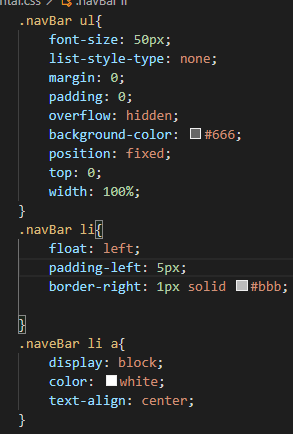 .navBar li
.navBar ul{
font-size: 50px;
list-style-type: none;
margin: 0;
padding: 0;
overflow: hidden;
background-color: #666;
position: fixed;
top: 0;
width: 100%;
}
.navBar li{
float: left;
padding-left: 5px;
border-right: 1px solid #bbb;
}
.naveBar li a{
display: block;
color: white;
text-align: center;
}